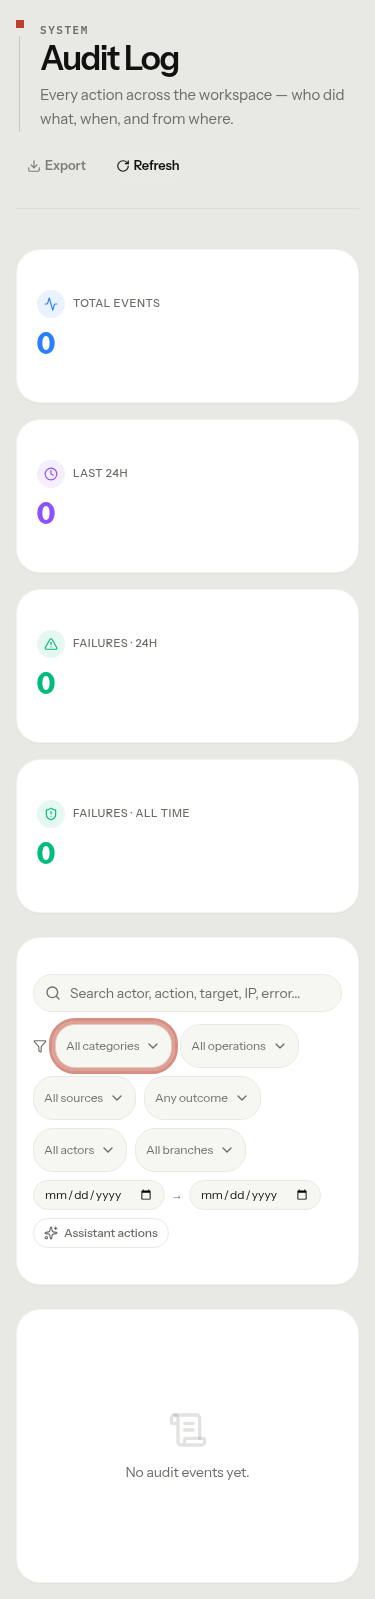 SYSTEM
Audit Log
Every action across the workspace — who did
what, when, and from where.
Export
Refresh
TOTAL EVENTS
0
LAST 24H
0
FAILURES · 24H
0
FAILURES · ALL TIME
0
Search actor, action, target, IP, error...
All categories
All operations
All sources
Any outcome
All actors
All branches
mm/dd/yyyy → mm/dd/yyyy
Assistant actions
No audit events yet.